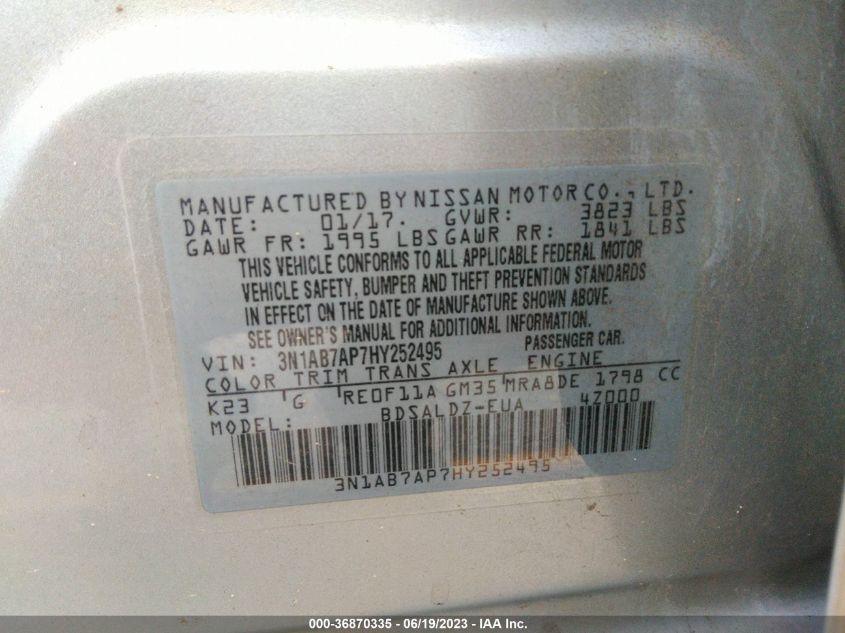 MANUFACTURED BY NISSAN MOTOR CO., LTD.
DATE: 01/17. GVWR: 3823 LBS
GAWR FR: 1995 LBS GAWR RR: 1841 LBS
THIS VEHICLE CONFORMS TO ALL APPLICABLE FEDERAL MOTOR
VEHICLE SAFETY, BUMPER AND THEFT PREVENTION STANDARDS
IN EFFECT ON THE DATE OF MANUFACTURE SHOWN ABOVE.
SEE OWNER'S MANUAL FOR ADDITIONAL INFORMATION.
VIN: 3N1AB7AP7HY252495 PASSENGER CAR.
COLOR TRIM TRANS AXLE ENGINE
K23 G RE0F11A GM35 MRA8DE 1798 CC
MODEL: BDSALDZ-EUA 4Z000
3N1AB7AP7HY252495
000-36870335 - 06/19/2023 - IAA Inc.